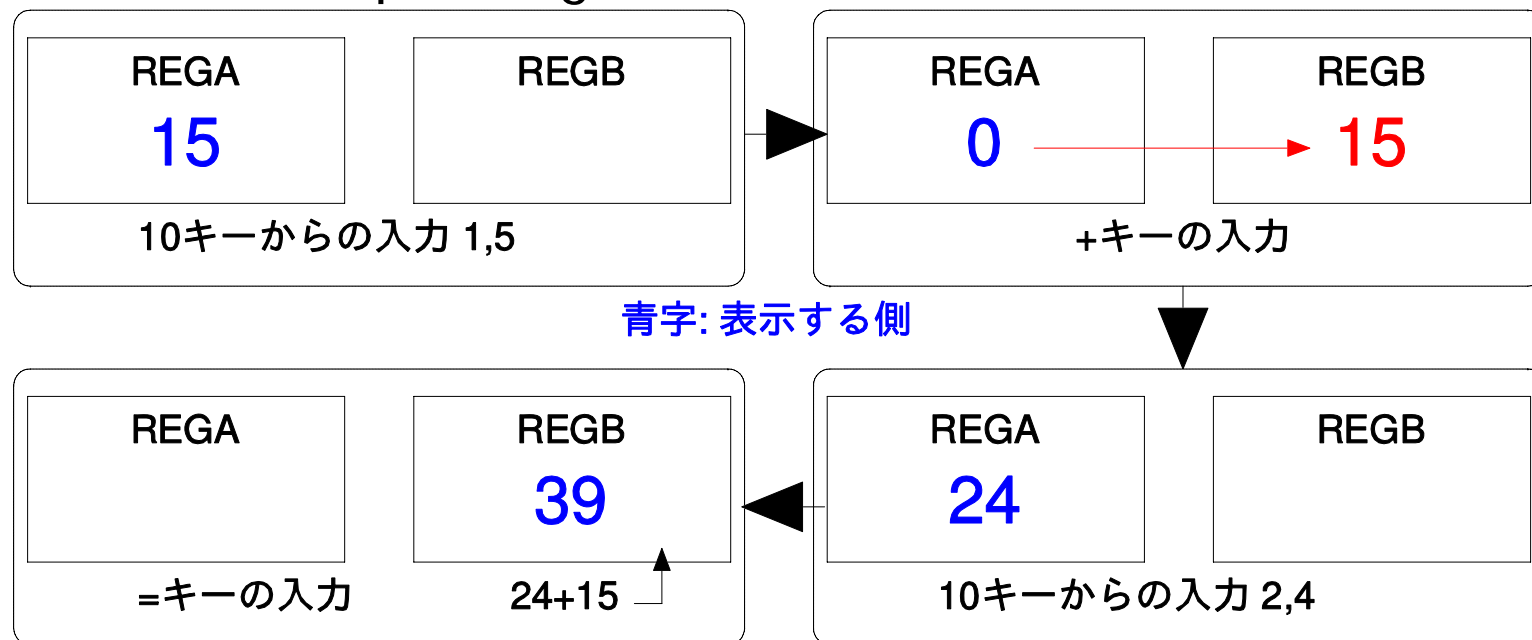 REGA
REGB
15
10キーからの入力 1,5
REGA
REGB
0
15
+キーの入力
青字: 表示する側
REGA
REGB
39
=キーの入力
24+15
REGA
REGB
24
10キーからの入力 2,4